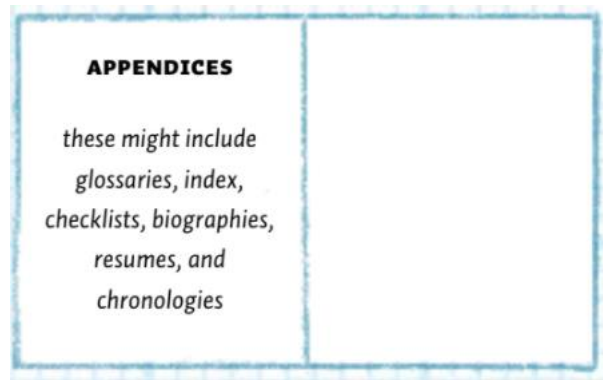 APPENDICES
these might include
glossaries, index,
checklists, biographies,
resumes, and
chronologies